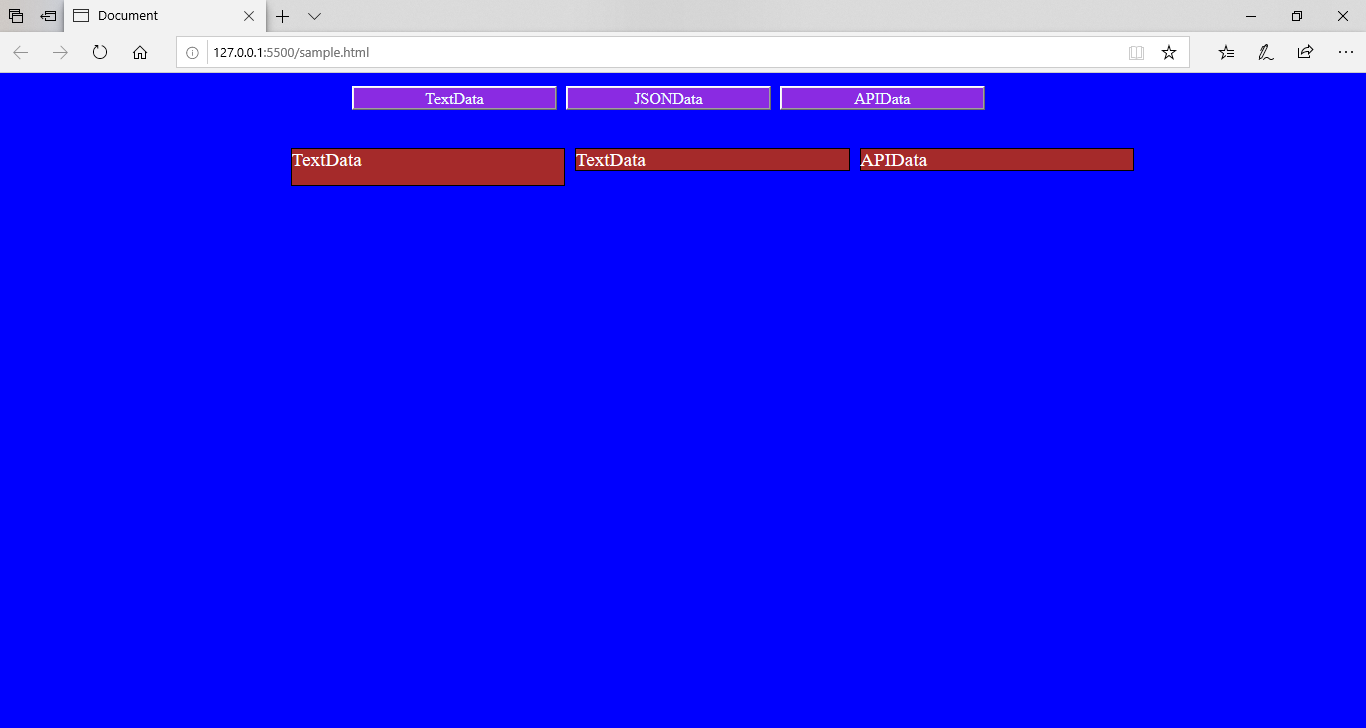 Document
127.0.0.1:5500/sample.html
TextData JSONData APIData
TextData TextData APIData